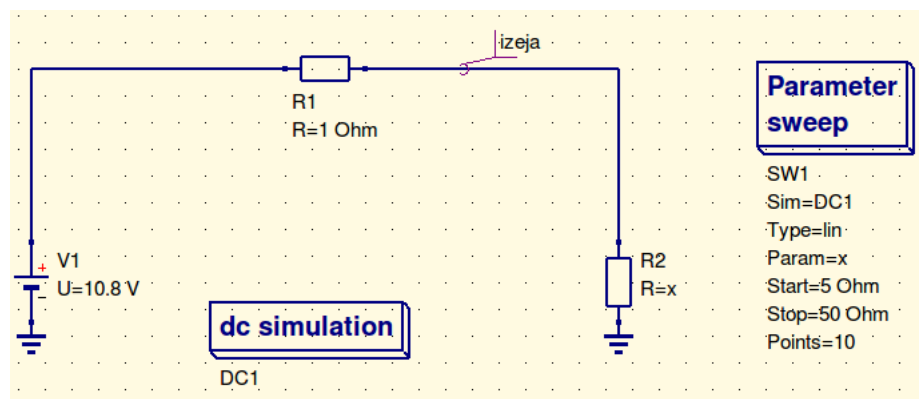 izeja
R1
R=1 Ohm
Parameter
sweep
SW1
Sim=DC1
Type=lin
Param=x
Start=5 Ohm
Stop=50 Ohm
Points=10
+
V1
U=10.8 V
–
R2
R=x
dc simulation
DC1